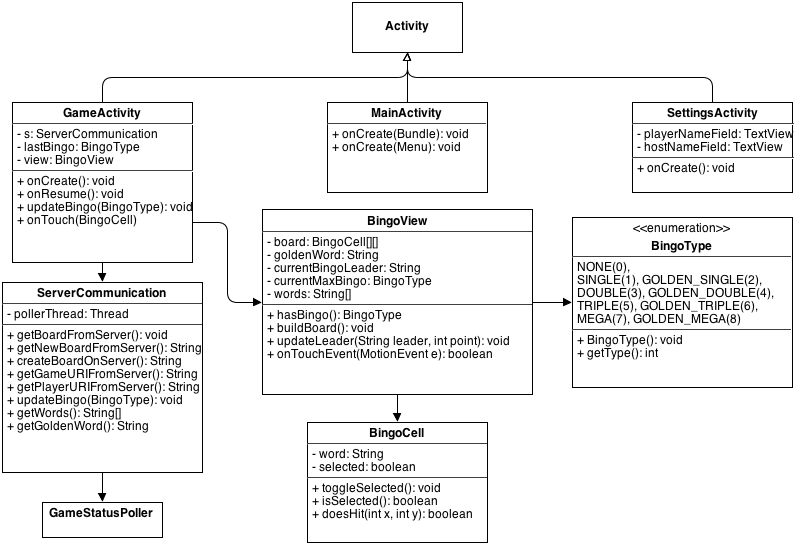 Activity
GameActivity
- s: ServerCommunication
- lastBingo: BingoType
- view: BingoView
+ onCreate(): void
+ onResume(): void
+ updateBingo(BingoType): void
+ onTouch(BingoCell)
MainActivity
+ onCreate(Bundle): void
+ onCreate(Menu): void
SettingsActivity
- playerNameField: TextView
- hostNameField: TextView
+ onCreate(): void
BingoView
- board: BingoCell[][]
- goldenWord: String
- currentBingoLeader: String
- currentMaxBingo: BingoType
- words: String[]
+ hasBingo(): BingoType
+ buildBoard(): void
+ updateLeader(String leader, int point): void
+ onTouchEvent(MotionEvent e): boolean
<<enumeration>>
BingoType
NONE(0),
SINGLE(1), GOLDEN_SINGLE(2),
DOUBLE(3), GOLDEN_DOUBLE(4),
TRIPLE(5), GOLDEN_TRIPLE(6),
MEGA(7), GOLDEN_MEGA(8)
+ BingoType(): void
+ getType(): int
ServerCommunication
- pollerThread: Thread
+ getBoardFromServer(): void
+ getNewBoardFromServer(): String
+ createBoardOnServer(): String
+ getGameURIFromServer(): String
+ getPlayerURIFromServer(): String
+ updateBingo(BingoType): void
+ getWords(): String[]
+ getGoldenWord(): String
BingoCell
- word: String
- selected: boolean
+ toggleSelected(): void
+ isSelected(): boolean
+ doesHit(int x, int y): boolean
GameStatusPoller